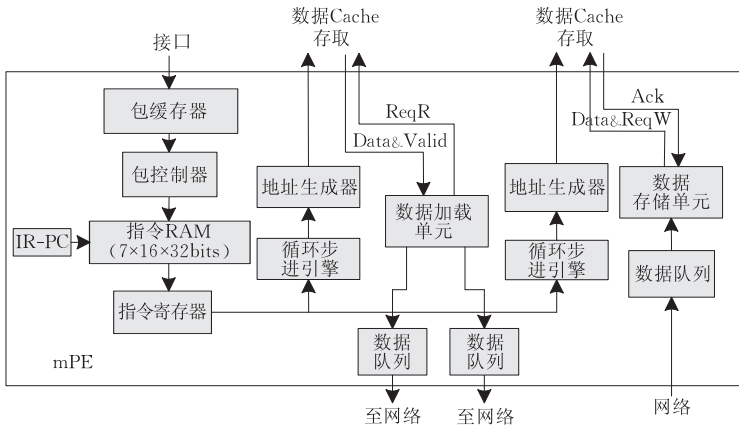 数据Cache
存取
数据Cache
存取
接口
包缓存器
包控制器
IR-PC
指令RAM
(7×16×32bits)
指令寄存器
地址生成器
循环步
进引擎
ReqR
Data&Valid
数据加载
单元
数据
队列
数据
队列
地址生成器
循环步
进引擎
Ack
Data&ReqW
数据
存储单元
数据队列
mPE
至网络
至网络
网络